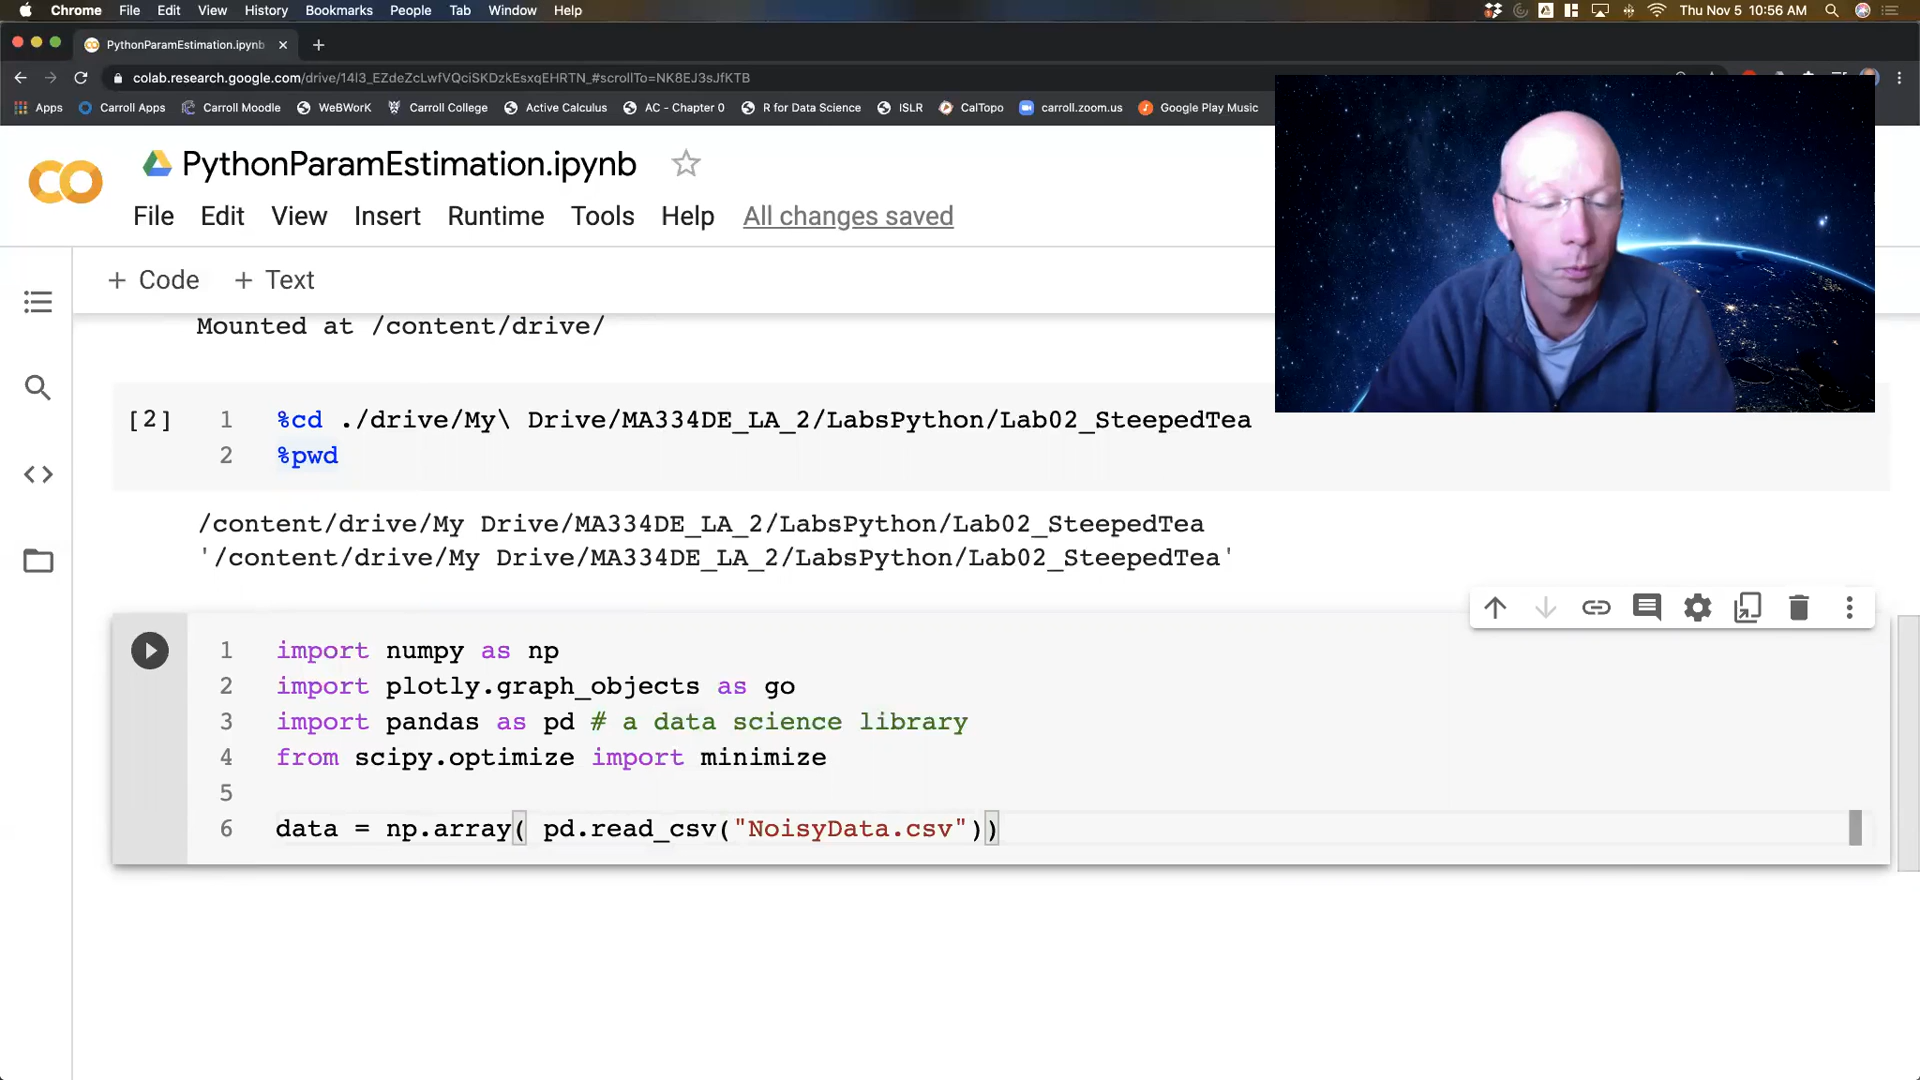 Chrome File Edit View History Bookmarks People Tab Window Help Thu Nov 5 10:56 AM
PythonParamEstimation.ipynb
colab.research.google.com/drive/14I3_EZdeZcLwfVQciSKDzkEsxqEHRTN_#scrollTo=NK8EJ3sJfKTB
Apps Carroll Apps Carroll Moodle WeBWorK Carroll College Active Calculus AC - Chapter 0 R for Data Science ISLR CalTopo carroll.zoom.us Google Play Music
PythonParamEstimation.ipynb
File Edit View Insert Runtime Tools Help All changes saved
+ Code + Text
Mounted at /content/drive/
[2] 1 %cd ./drive/My\ Drive/MA334DE_LA_2/LabsPython/Lab02_SteepedTea
2 %pwd
/content/drive/My Drive/MA334DE_LA_2/LabsPython/Lab02_SteepedTea
'/content/drive/My Drive/MA334DE_LA_2/LabsPython/Lab02_SteepedTea'
1 import numpy as np
2 import plotly.graph_objects as go
3 import pandas as pd # a data science library
4 from scipy.optimize import minimize
5
6 data = np.array( pd.read_csv("NoisyData.csv"))